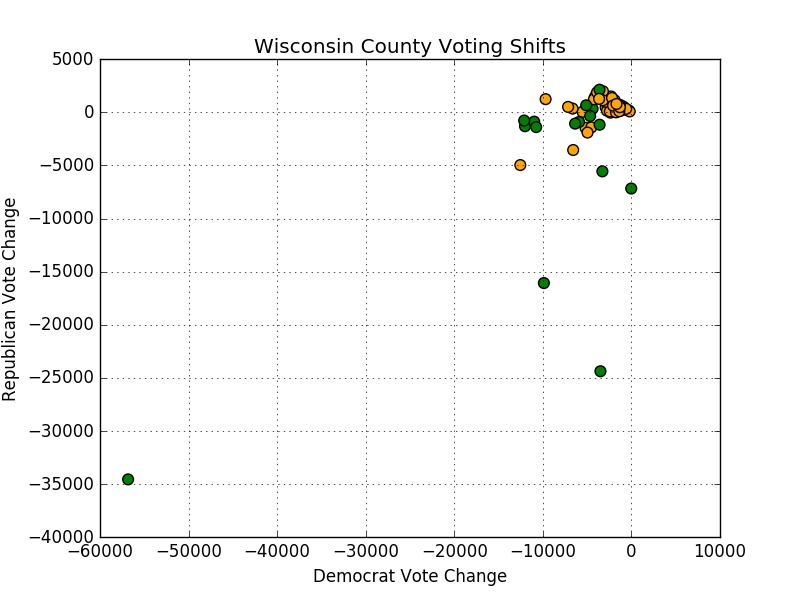 Wisconsin County Voting Shifts
5000
0
−5000
−10000
−15000
−20000
−25000
−30000
−35000
−40000
Republican Vote Change
−60000 −50000 −40000 −30000 −20000 −10000 0 10000
Democrat Vote Change